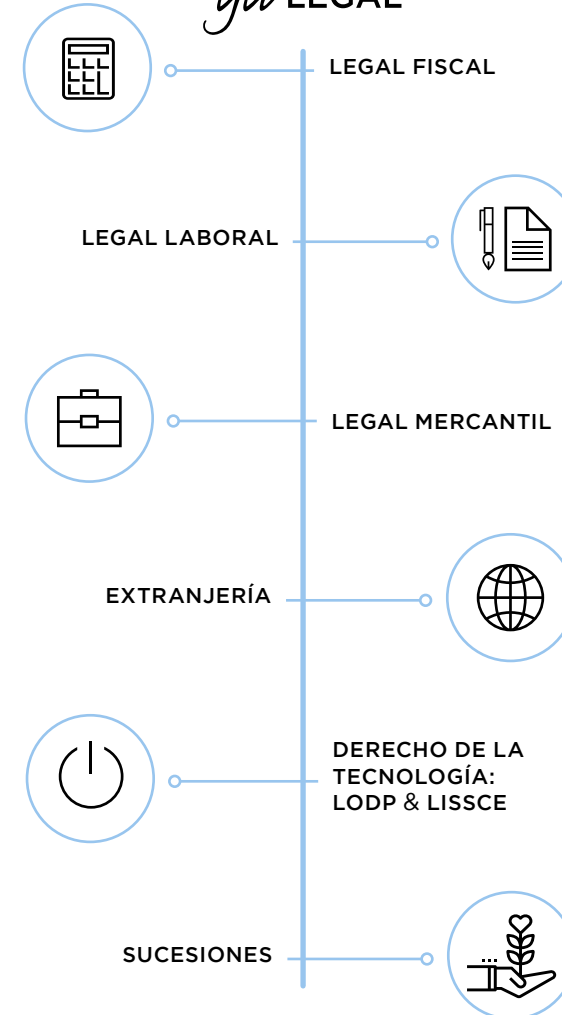 LEGAL
LEGAL FISCAL
LEGAL LABORAL
LEGAL MERCANTIL
EXTRANJERÍA
DERECHO DE LA
TECNOLOGÍA:
LODP & LISSCE
SUCESIONES